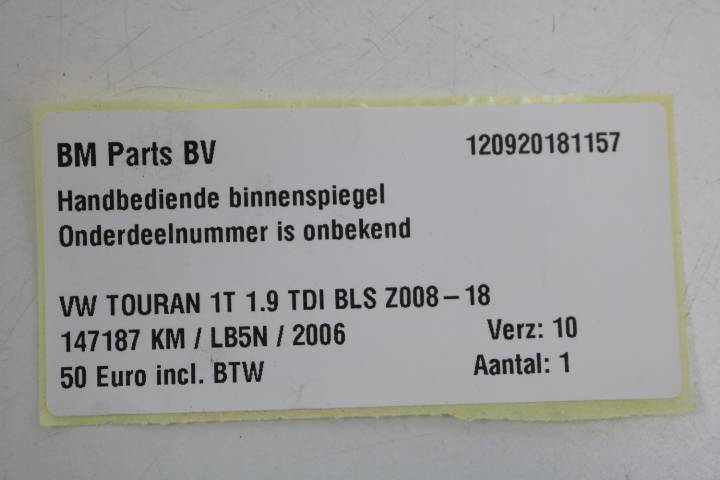 BM Parts BV 120920181157
Handbediende binnenspiegel
Onderdeelnummer is onbekend
VW TOURAN 1T 1.9 TDI BLS Z008-18
147187 KM / LB5N / 2006 Verz: 10
50 Euro incl. BTW Aantal: 1